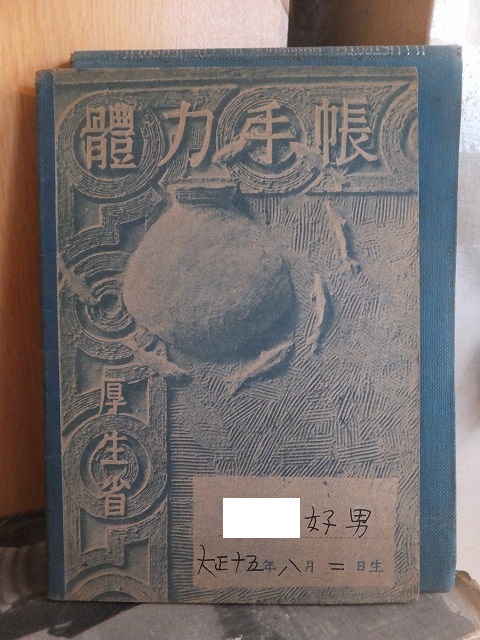 體力手帳
厚生省
好男
大正十五年八月二日生